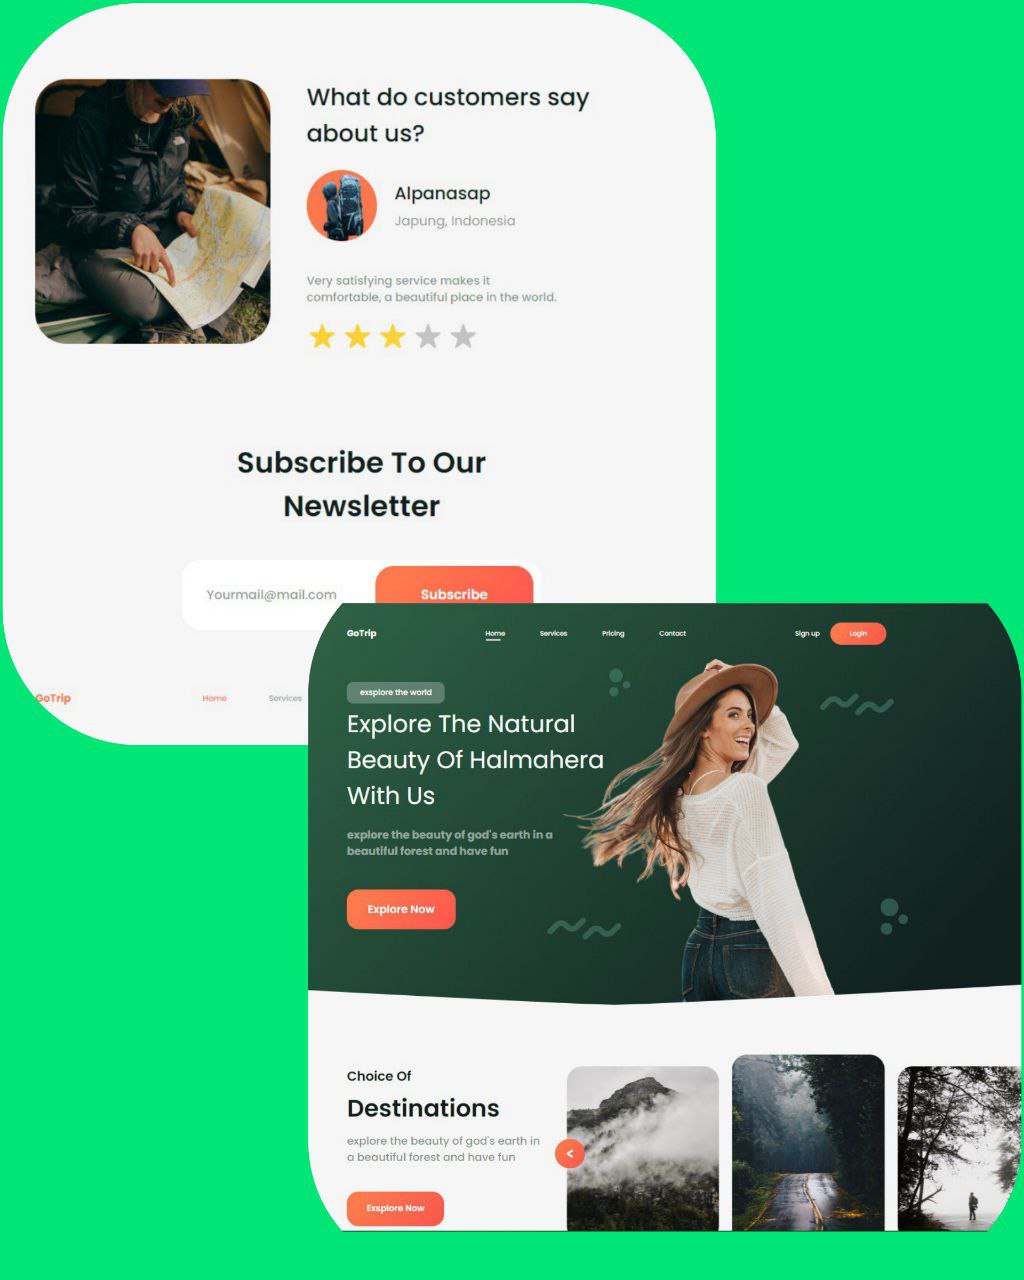 What do customers say
about us?
Alpanasap
Japung, Indonesia
Very satisfying service makes it
comfortable, a beautiful place in the world.
Subscribe To Our
Newsletter
Yourmail@mail.com
Subscribe
GoTrip
Home
Services
GoTrip
Home
Services
Pricing
Contact
Sign up
Login
exsplore the world
Explore The Natural
Beauty Of Halmahera
With Us
explore the beauty of god's earth in a
beautiful forest and have fun
Explore Now
Choice Of
Destinations
explore the beauty of god's earth in
a beautiful forest and have fun
Exsplore Now